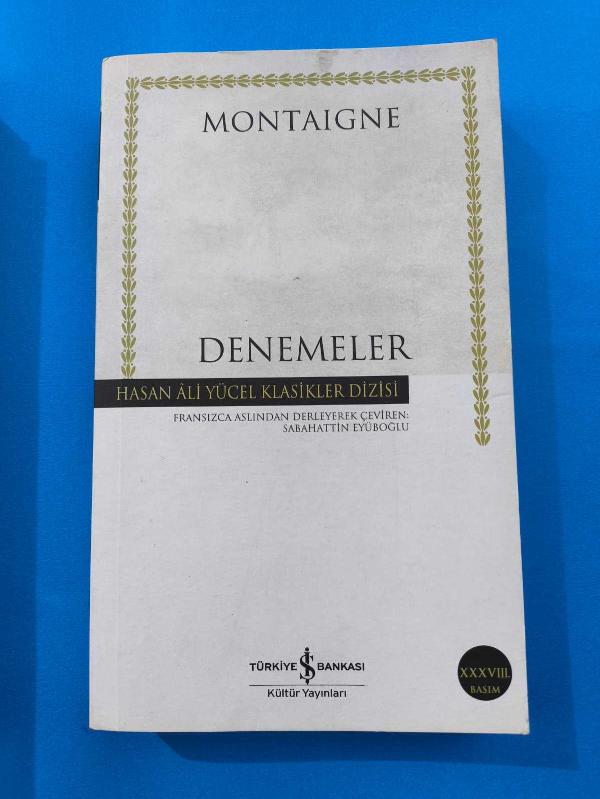 MONTAIGNE
DENEMELER
HASAN ÂLİ YÜCEL KLASİKLER DİZİSİ
FRANSIZCA ASLINDAN DERLEYEREK ÇEVİREN:
SABAHATTİN EYÜBOĞLU
TÜRKİYE İŞ BANKASI
Kültür Yayınları
XXXVIII.
BASIM